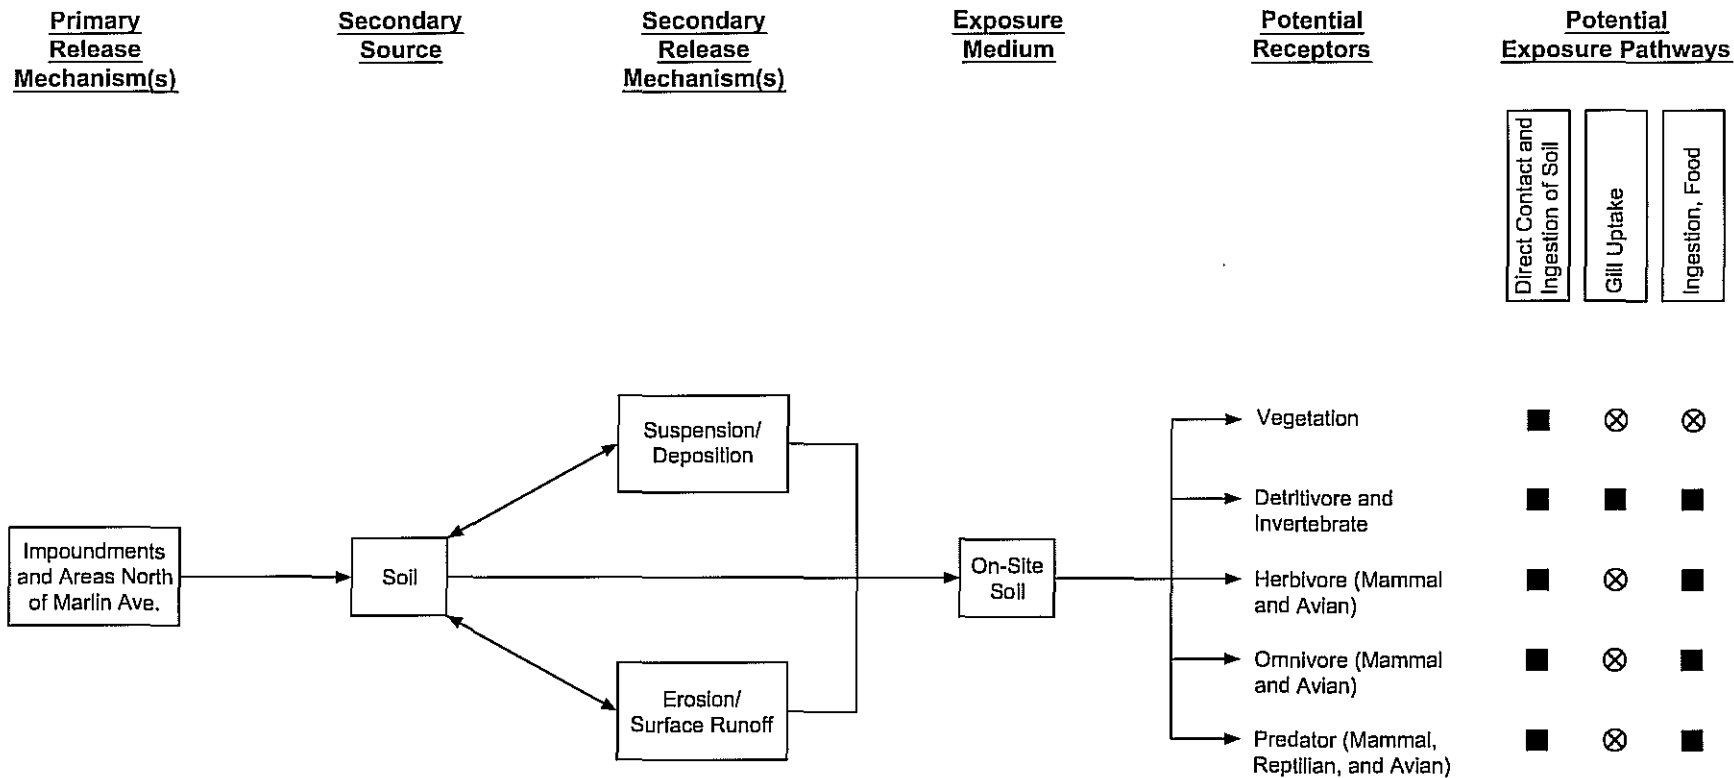 Primary
Release
Mechanism(s)
Secondary
Source
Secondary
Release
Mechanism(s)
Exposure
Medium
Potential
Receptors
Potential
Exposure Pathways
Direct Contact and
Ingestion of Soil
Gill Uptake
Ingestion, Food
Impoundments
and Areas North
of Marlin Ave.
Soil
Suspension/
Deposition
Erosion/
Surface Runoff
On-Site
Soil
Vegetation
Detritivore and
Invertebrate
Herbivore (Mammal
and Avian)
Omnivore (Mammal
and Avian)
Predator (Mammal,
Reptilian, and Avian)